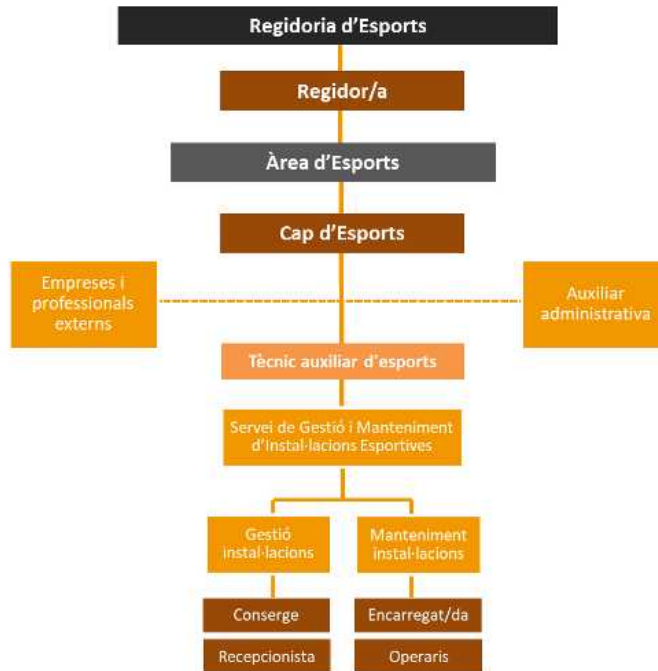 Regidoria d'Esports
Regidor/a
Àrea d'Esports
Cap d'Esports
Empreses i
professionals
externs
Auxiliar
administrativa
Tècnic auxiliar d'esports
Servei de Gestió i Manteniment
d'Instal·lacions Esportives
Gestió
instal·lacions
Manteniment
instal·lacions
Conserge
Encarregat/da
Recepcionista
Operaris